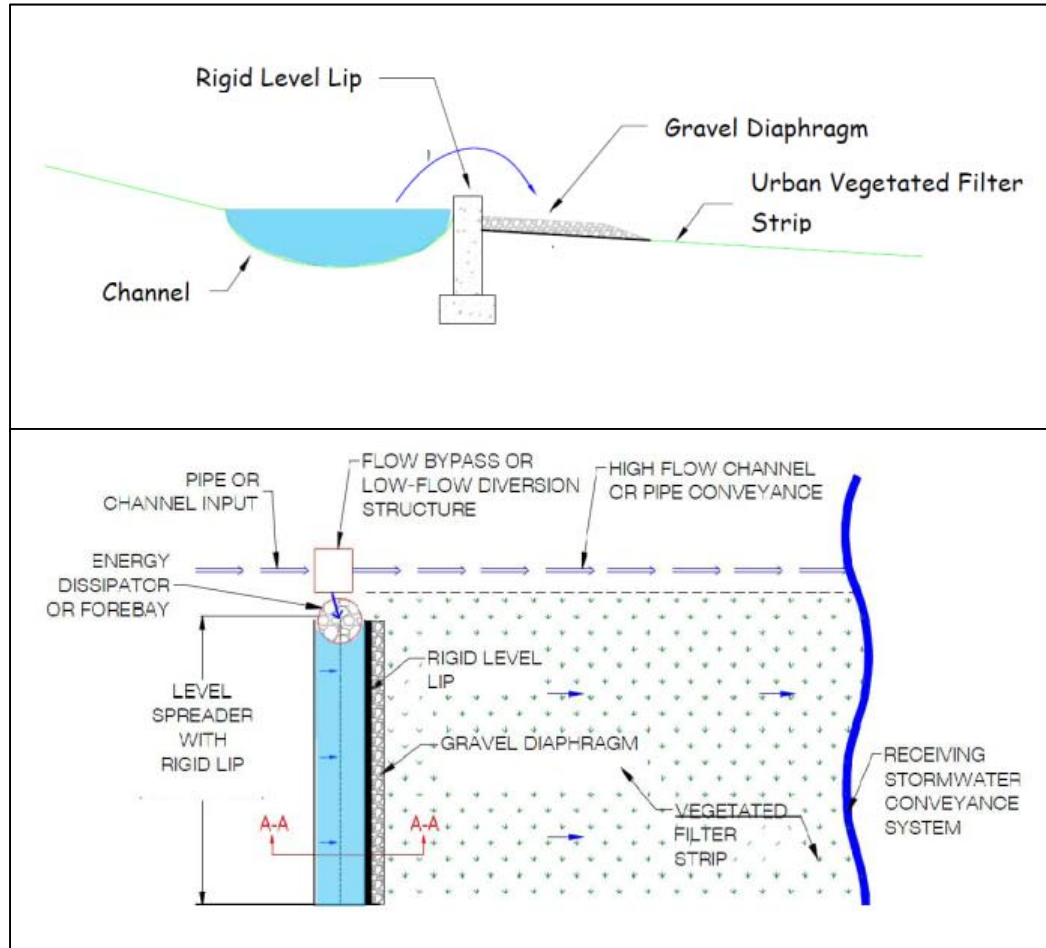 Rigid Level Lip
Gravel Diaphragm
Urban Vegetated Filter
Strip
Channel
PIPE OR
CHANNEL INPUT
FLOW BYPASS OR
LOW-FLOW DIVERSION
STRUCTURE
HIGH FLOW CHANNEL
OR PIPE CONVEYANCE
ENERGY
DISSIPATOR
OR FOREBAY
LEVEL
SPREADER
WITH
RIGID LIP
RIGID LEVEL
LIP
GRAVEL DIAPHRAGM
A-A
A-A
VEGETATED
FILTER
STRIP
RECEIVING
STORMWATER
CONVEYANCE
SYSTEM